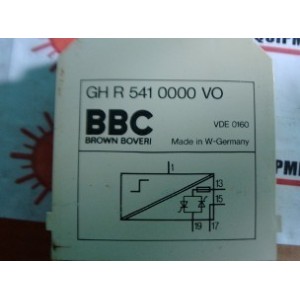 GH R 541 0000 VO
BBC
BROWN BOVERI
VDE 0160
Made in W-Germany
1
13
15
19 17